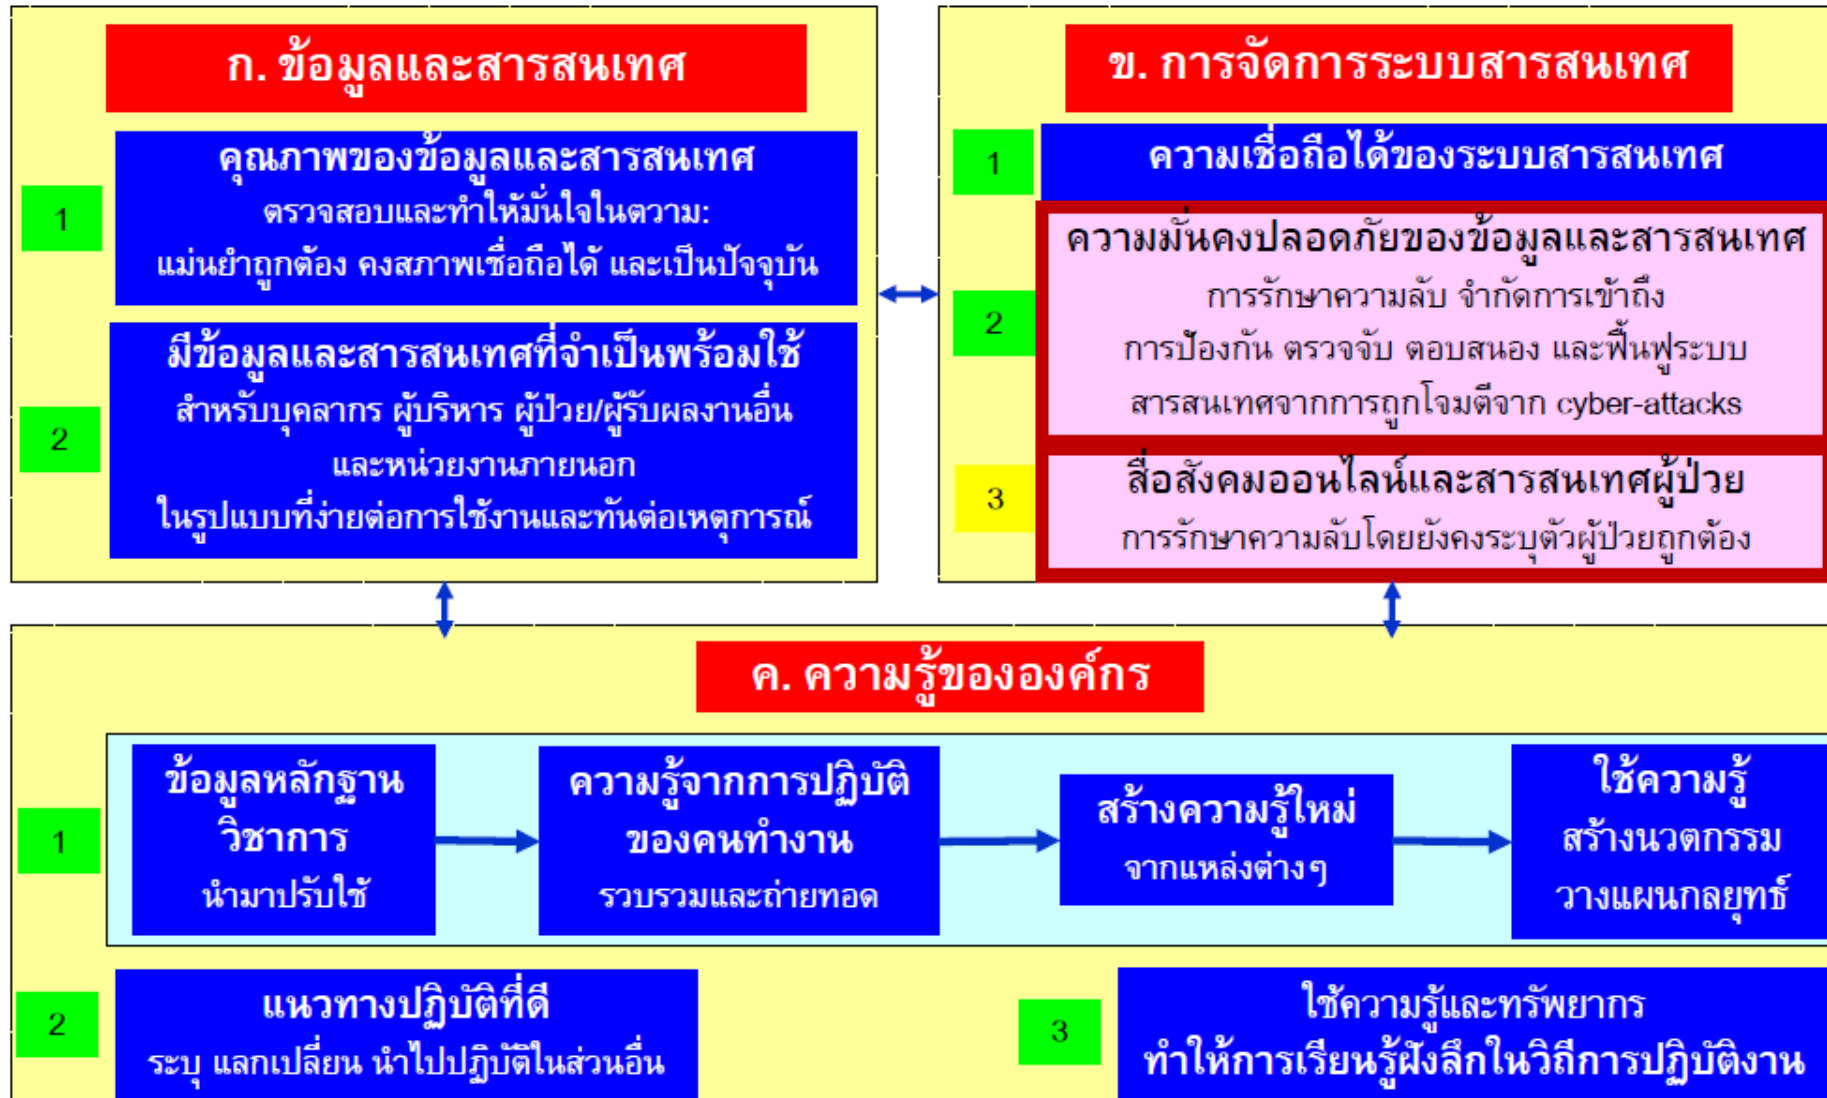 ก. ข้อมูลและสารสนเทศ
1
คุณภาพของข้อมูลและสารสนเทศ
ตรวจสอบและทำให้มั่นใจในตวาม:
แม่นยำถูกต้อง คงสภาพเชื่อถือได้ และเป็นปัจจุบัน
2
มีข้อมูลและสารสนเทศที่จำเป็นพร้อมใช้
สำหรับบุคลากร ผู้บริหาร ผู้ป่วย/ผู้รับผลงานอื่น
และหน่วยงานภายนอก
ในรูปแบบที่ง่ายต่อการใช้งานและทันต่อเหตุการณ์
ข. การจัดการระบบสารสนเทศ
1
ความเชื่อถือได้ของระบบสารสนเทศ
2
ความมั่นคงปลอดภัยของข้อมูลและสารสนเทศ
การรักษาความลับ จำกัดการเข้าถึง
การป้องกัน ตรวจจับ ตอบสนอง และฟื้นฟูระบบ
สารสนเทศจากการถูกโจมตีจาก cyber-attacks
3
สื่อสังคมออนไลน์และสารสนเทศผู้ป่วย
การรักษาความลับโดยยังคงระบุตัวผู้ป่วยถูกต้อง
ค. ความรู้ขององค์กร
1
ข้อมูลหลักฐาน
วิชาการ
นำมาปรับใช้
ความรู้จากการปฏิบัติ
ของคนทำงาน
รวบรวมและถ่ายทอด
สร้างความรู้ใหม่
จากแหล่งต่างๆ
ใช้ความรู้
สร้างนวตกรรม
วางแผนกลยุทธ์
2
แนวทางปฏิบัติที่ดี
ระบุ แลกเปลี่ยน นำไปปฏิบัติในส่วนอื่น
3
ใช้ความรู้และทรัพยากร
ทำให้การเรียนรู้ฝังลึกในวิถีการปฏิบัติงาน